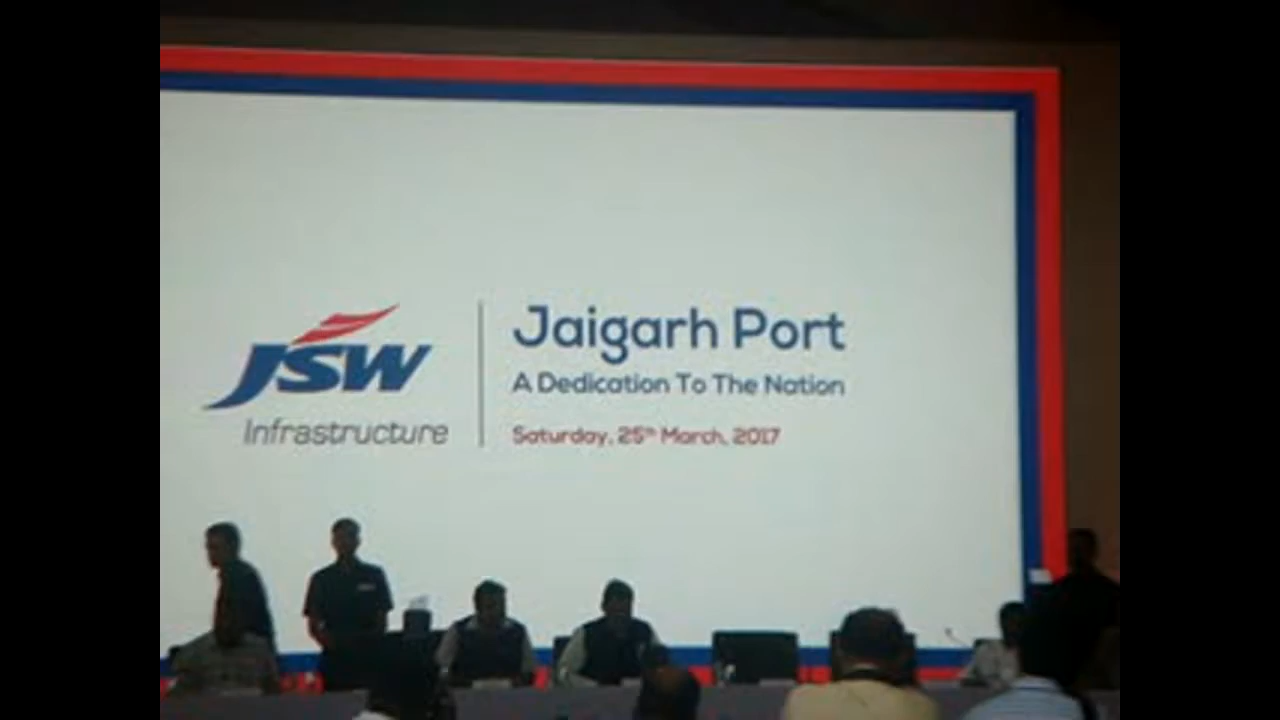 JSW
Infrastructure
Jaigarh Port
A Dedication To The Nation
Saturday, 25th March, 2017